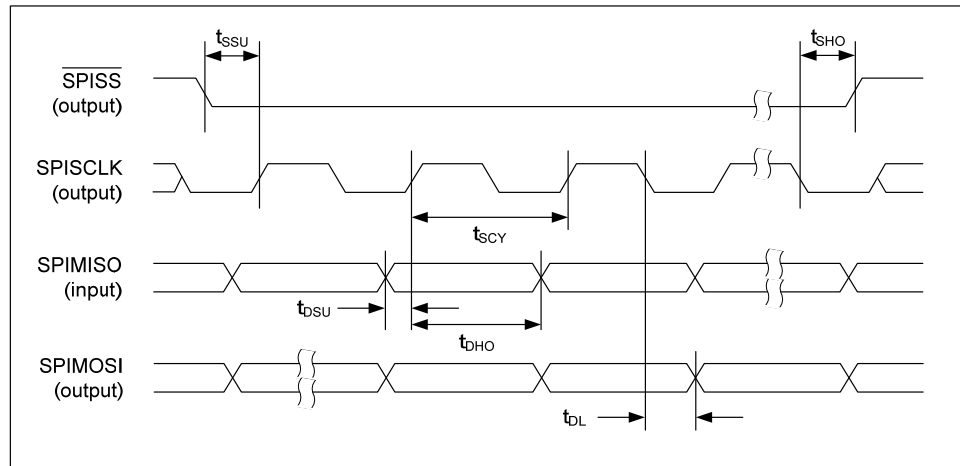 tSSU
tSHO
SPISS
(output)
SPISCLK
(output)
tSCY
SPIMISO
(input)
tDSU
tDHO
SPIMOSI
(output)
tDL